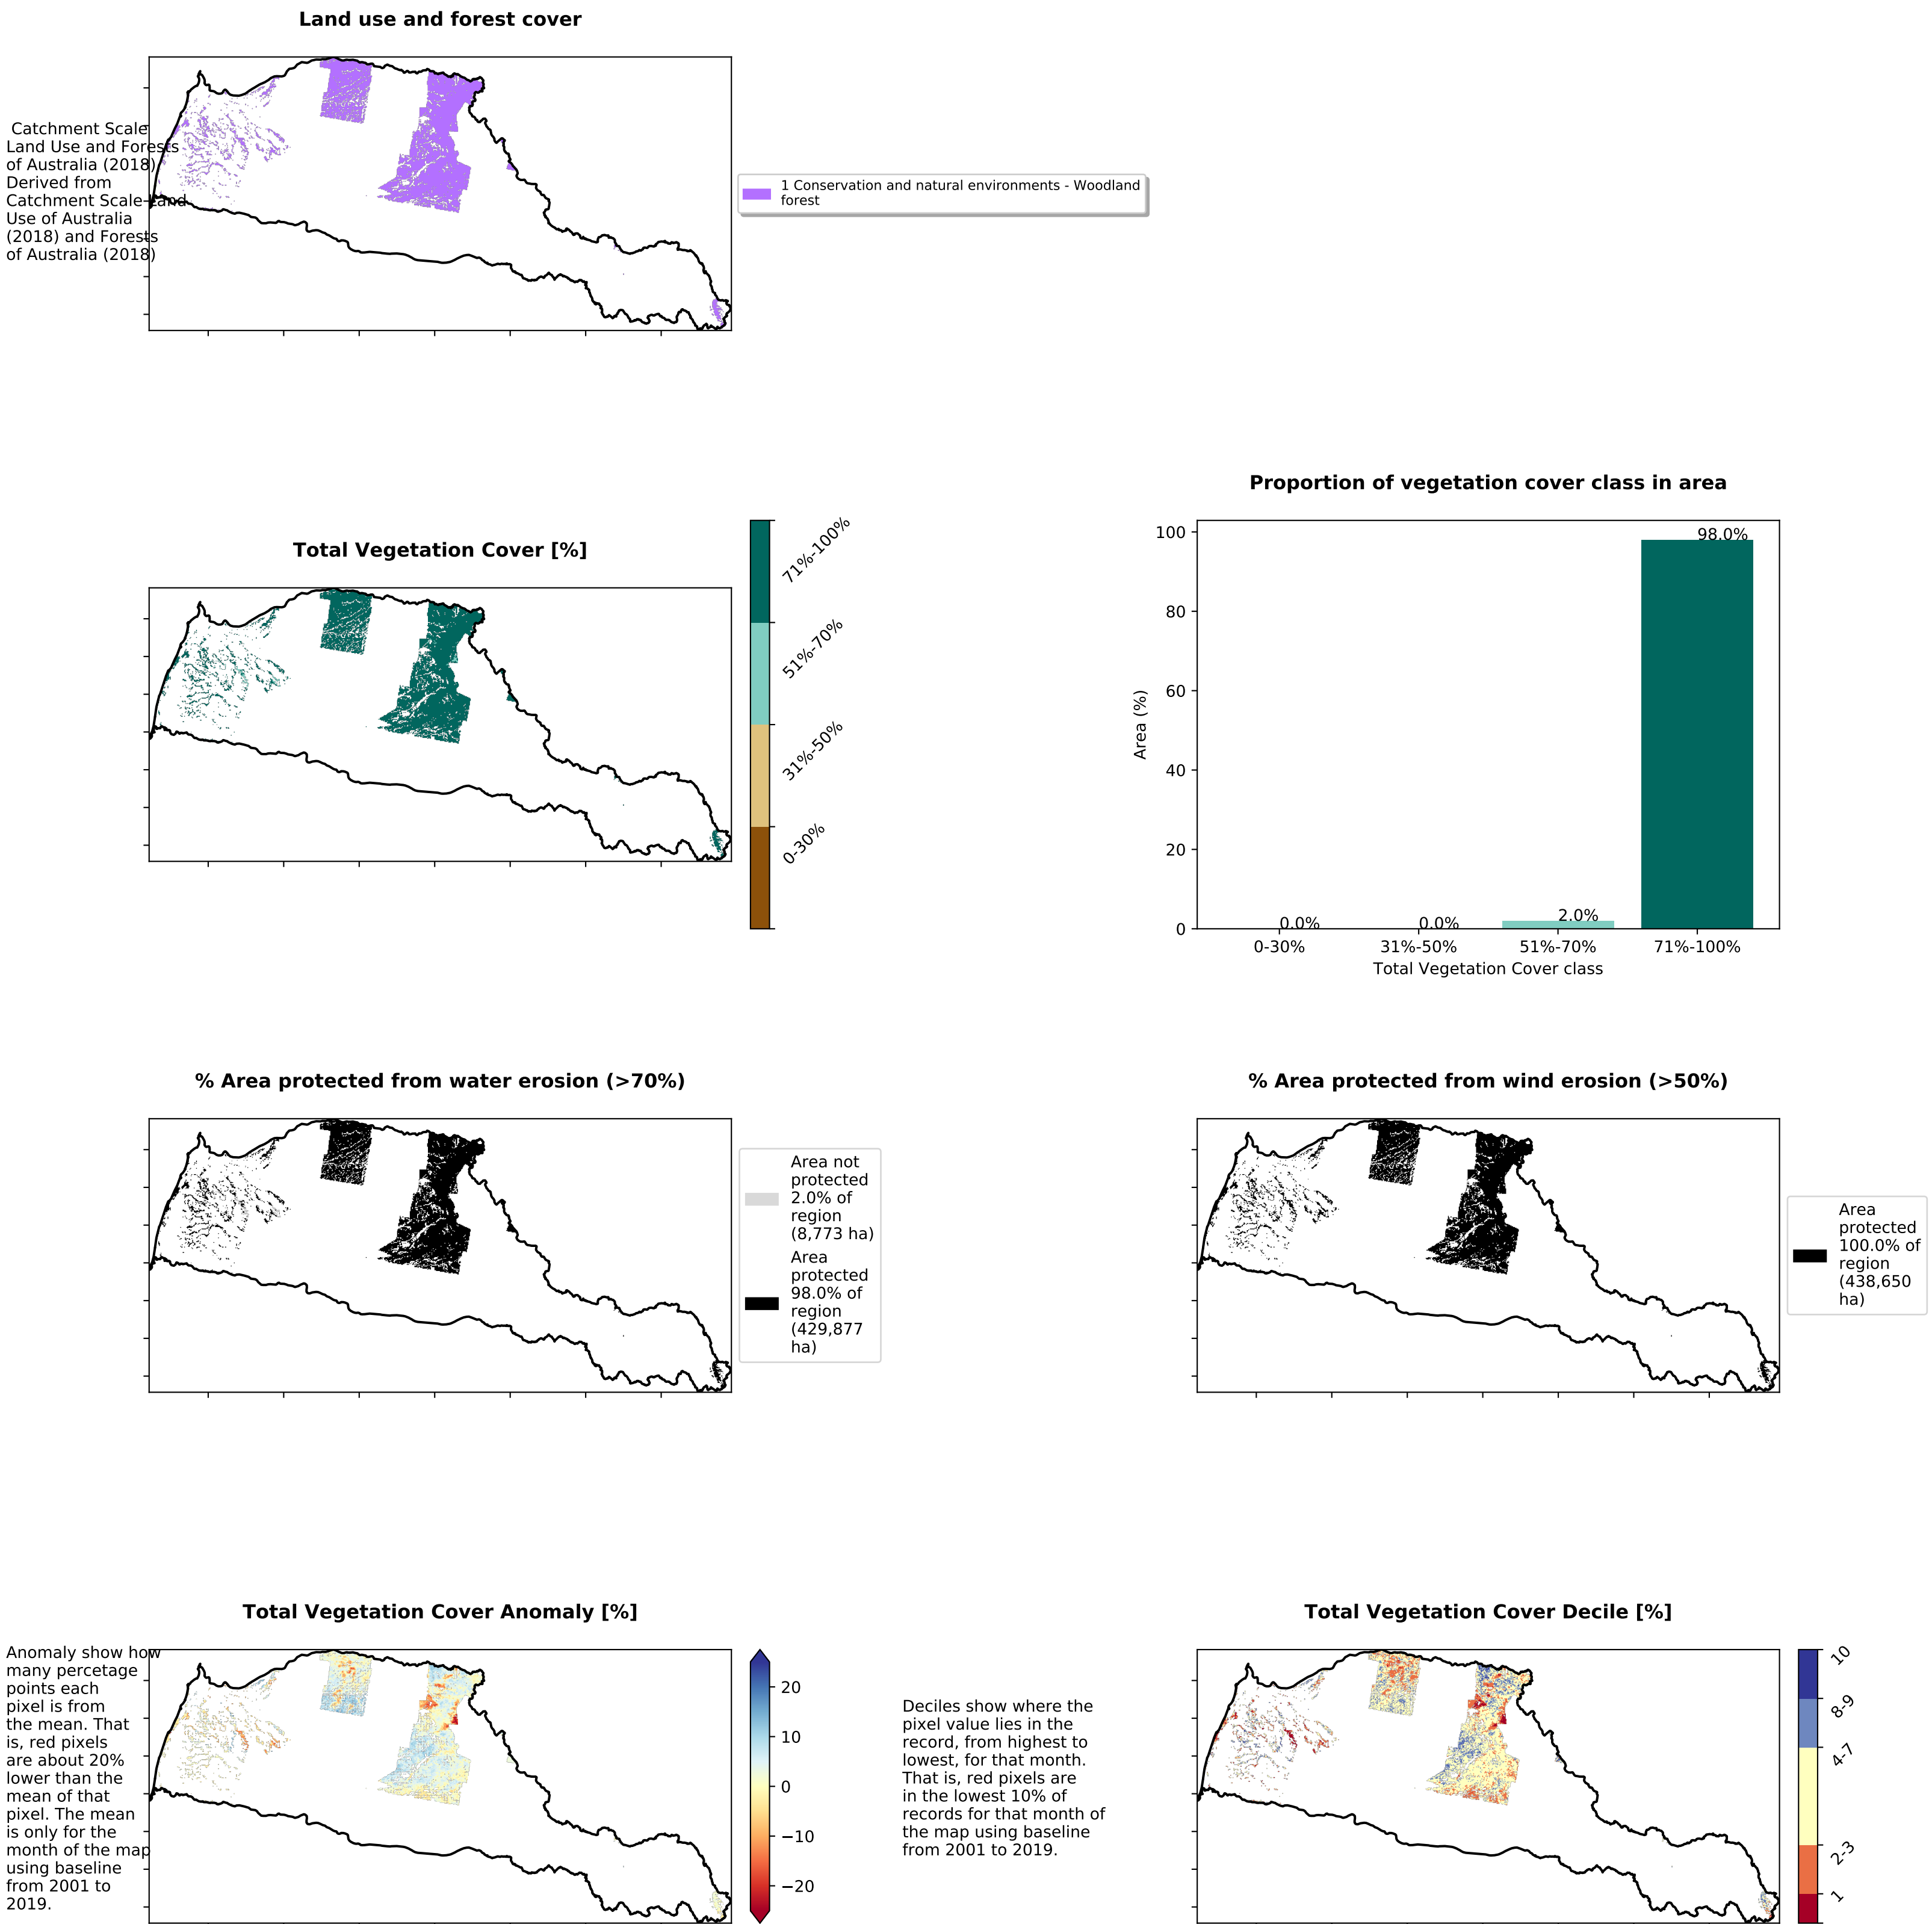 Land use and forest cover
Catchment Scale
Land Use and Forests
of Australia (2018)
Derived from
Catchment Scale Land
Use of Australia
(2018) and Forests
of Australia (2018)
1 Conservation and natural environments - Woodland
forest
Total Vegetation Cover [%]
71%-100%
51%-70%
31%-50%
0-30%
Proportion of vegetation cover class in area
100
80
60
40
20
0
Area (%)
0.0%
0.0%
2.0%
98.0%
0-30%
31%-50%
51%-70%
71%-100%
Total Vegetation Cover class
% Area protected from water erosion (>70%)
Area not
protected
2.0% of
region
(8,773 ha)
Area
protected
98.0% of
region
(429,877
ha)
% Area protected from wind erosion (>50%)
Area
protected
100.0% of
region
(438,650
ha)
Total Vegetation Cover Anomaly [%]
Anomaly show how
many percetage
points each
pixel is from
the mean. That
is, red pixels
are about 20%
lower than the
mean of that
pixel. The mean
is only for the
month of the map
using baseline
from 2001 to
2019.
20
10
0
−10
−20
Total Vegetation Cover Decile [%]
Deciles show where the
pixel value lies in the
record, from highest to
lowest, for that month.
That is, red pixels are
in the lowest 10% of
records for that month of
the map using baseline
from 2001 to 2019.
10
8-9
4-7
2-3
1